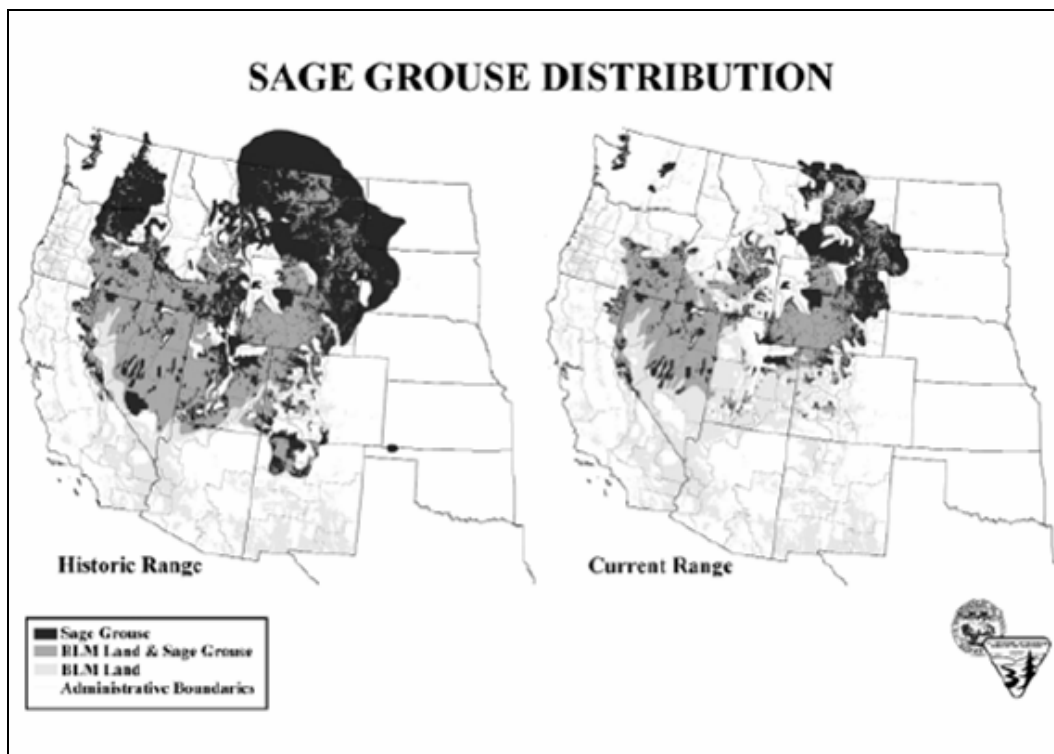 SAGE GROUSE DISTRIBUTION
Historic Range
Current Range
Sage Grouse
BLM Land & Sage Grouse
BLM Land
Administrative Boundaries